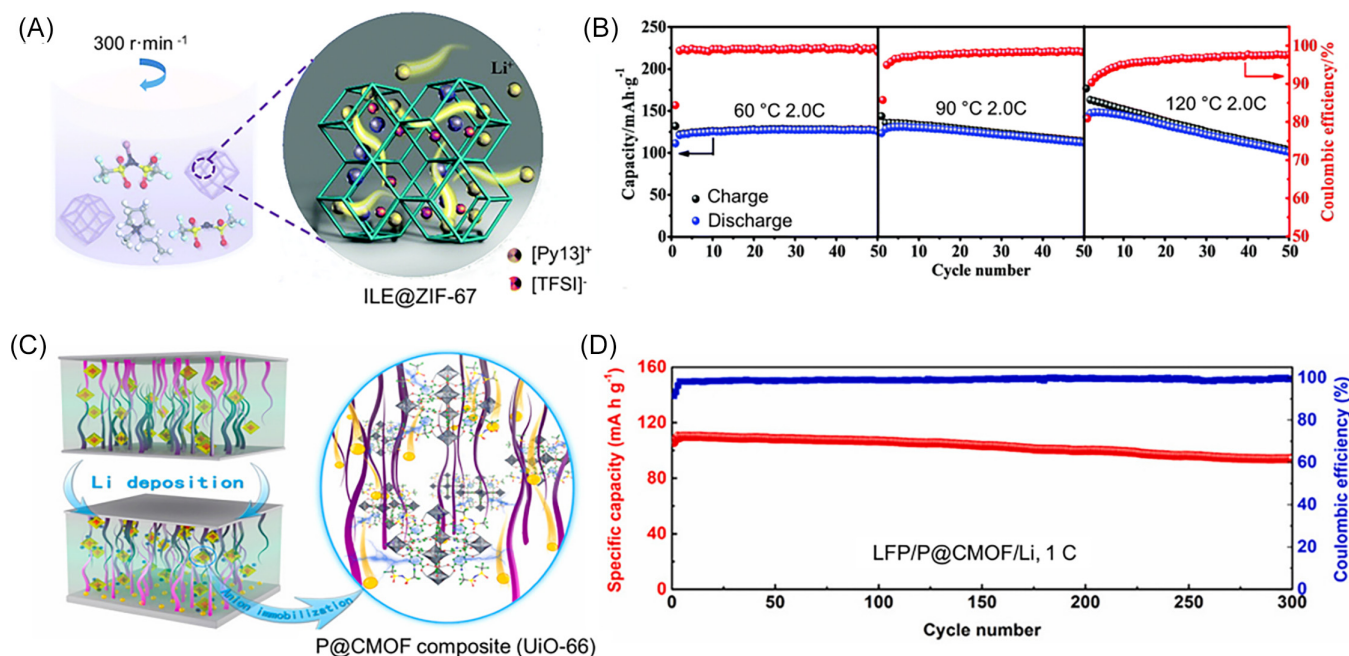 (A)
300 r·min⁻¹
Li⁺
[Py13]⁺
[TFSI]⁻
ILE@ZIF-67
(B)
Capacity/mAh·g⁻¹
250
225
200
175
150
125
100
75
50
25
0
60 °C 2.0C
90 °C 2.0C
120 °C 2.0C
Charge
Discharge
0 10 20 30 40 50 10 20 30 40 50 10 20 30 40 50
Cycle number
100
90
80
70
60
50
Coulombic efficiency/%
(C)
Li deposition
Anion immobilization
P@CMOF composite (UiO-66)
(D)
Specific capacity (mA h g⁻¹)
160
120
80
40
0
LFP/P@CMOF/Li, 1 C
0 50 100 150 200 250 300
Cycle number
100
80
60
40
20
0
Coulombic efficiency (%)